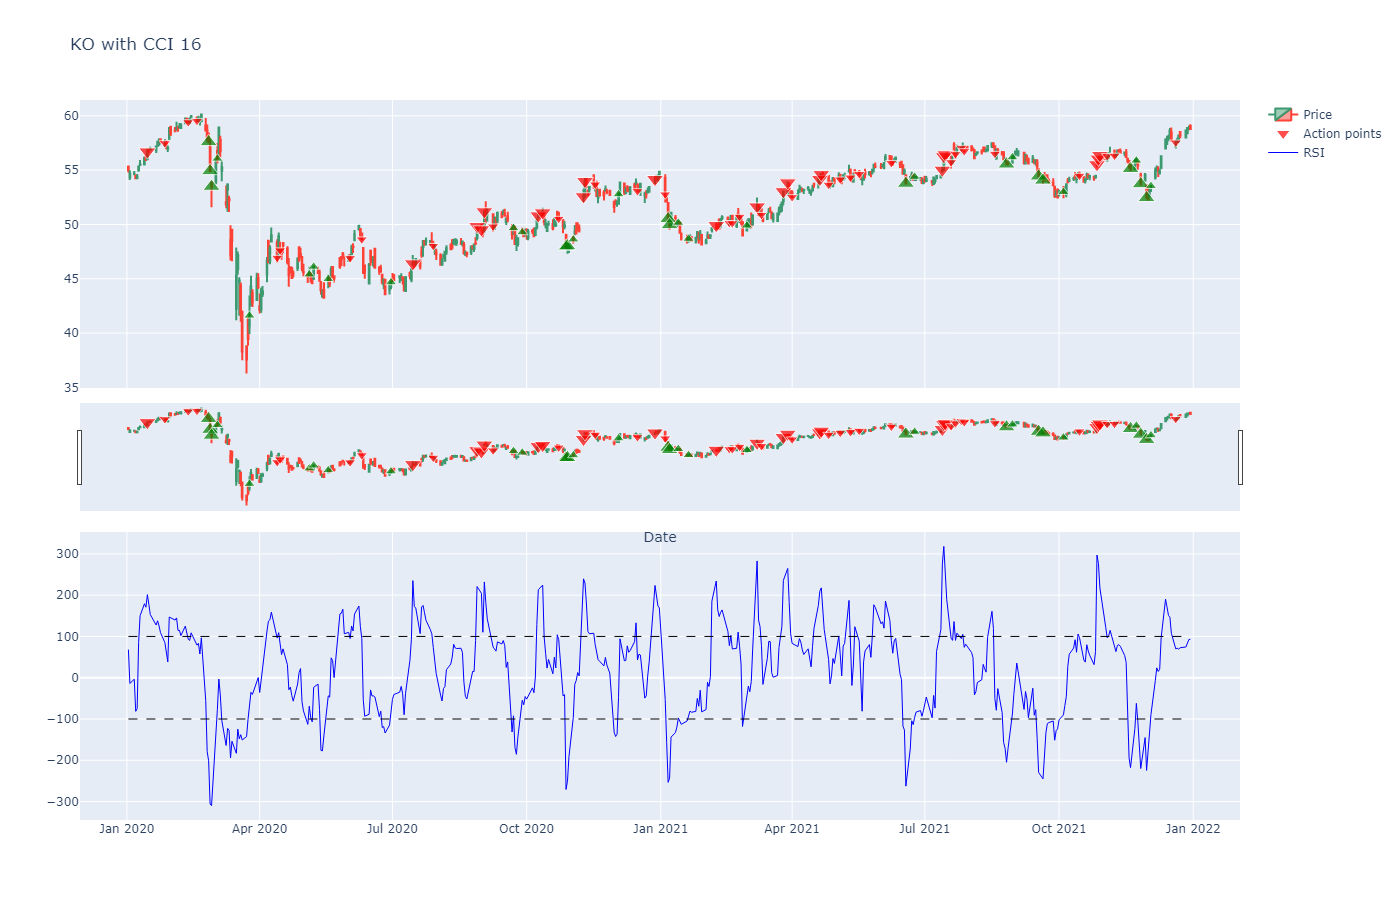 KO with CCI 16
60
55
50
45
40
35
Price
Action points
RSI
Date
300
200
100
0
−100
−200
−300
Jan 2020
Apr 2020
Jul 2020
Oct 2020
Jan 2021
Apr 2021
Jul 2021
Oct 2021
Jan 2022